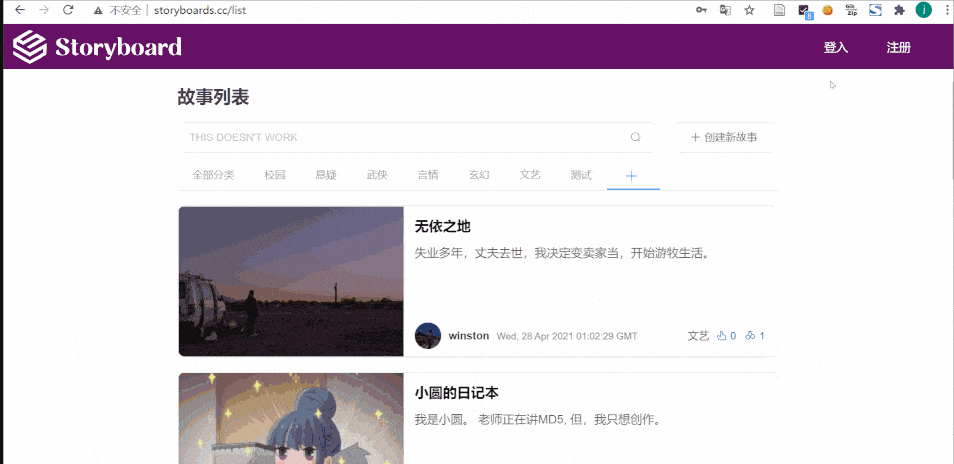 不安全 | storyboards.cc/list
Storyboard
登入 注册
故事列表
THIS DOESN'T WORK
+ 创建新故事
全部分类 校园 悬疑 武侠 言情 玄幻 文艺 测试 +
无依之地
失业多年，丈夫去世，我决定变卖家当，开始游牧生活。
winston Wed, 28 Apr 2021 01:02:29 GMT 文艺 0 1
小圆的日记本
我是小圆。 老师正在讲MD5, 但，我只想创作。